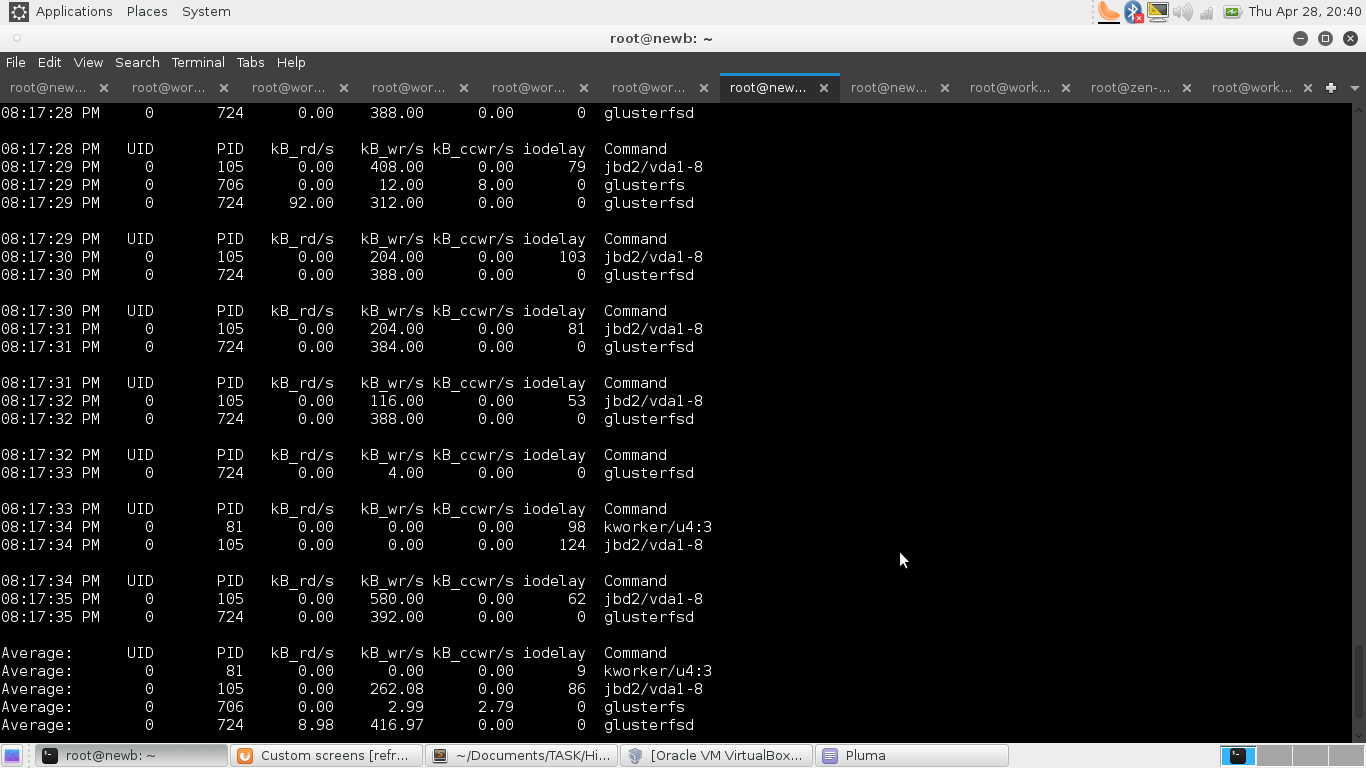 Applications Places System Thu Apr 28, 20:40
root@newb: ~
File Edit View Search Terminal Tabs Help
root@new... root@wor... root@wor... root@wor... root@wor... root@wor... root@new... root@new... root@work... root@zen-... root@work...
08:17:28 PM 0 724 0.00 388.00 0.00 0 glusterfsd
08:17:28 PM UID PID kB_rd/s kB_wr/s kB_ccwr/s iodelay Command
08:17:29 PM 0 105 0.00 408.00 0.00 79 jbd2/vda1-8
08:17:29 PM 0 706 0.00 12.00 8.00 0 glusterfs
08:17:29 PM 0 724 92.00 312.00 0.00 0 glusterfsd
08:17:29 PM UID PID kB_rd/s kB_wr/s kB_ccwr/s iodelay Command
08:17:30 PM 0 105 0.00 204.00 0.00 103 jbd2/vda1-8
08:17:30 PM 0 724 0.00 388.00 0.00 0 glusterfsd
08:17:30 PM UID PID kB_rd/s kB_wr/s kB_ccwr/s iodelay Command
08:17:31 PM 0 105 0.00 204.00 0.00 81 jbd2/vda1-8
08:17:31 PM 0 724 0.00 384.00 0.00 0 glusterfsd
08:17:31 PM UID PID kB_rd/s kB_wr/s kB_ccwr/s iodelay Command
08:17:32 PM 0 105 0.00 116.00 0.00 53 jbd2/vda1-8
08:17:32 PM 0 724 0.00 388.00 0.00 0 glusterfsd
08:17:32 PM UID PID kB_rd/s kB_wr/s kB_ccwr/s iodelay Command
08:17:33 PM 0 724 0.00 4.00 0.00 0 glusterfsd
08:17:33 PM UID PID kB_rd/s kB_wr/s kB_ccwr/s iodelay Command
08:17:34 PM 0 81 0.00 0.00 0.00 98 kworker/u4:3
08:17:34 PM 0 105 0.00 0.00 0.00 124 jbd2/vda1-8
08:17:34 PM UID PID kB_rd/s kB_wr/s kB_ccwr/s iodelay Command
08:17:35 PM 0 105 0.00 580.00 0.00 62 jbd2/vda1-8
08:17:35 PM 0 724 0.00 392.00 0.00 0 glusterfsd
Average: UID PID kB_rd/s kB_wr/s kB_ccwr/s iodelay Command
Average: 0 81 0.00 0.00 0.00 9 kworker/u4:3
Average: 0 105 0.00 262.08 0.00 86 jbd2/vda1-8
Average: 0 706 0.00 2.99 2.79 0 glusterfs
Average: 0 724 8.98 416.97 0.00 0 glusterfsd
root@newb: ~ Custom screens [refr... ~/Documents/TASK/Hi... [Oracle VM VirtualBox... Pluma